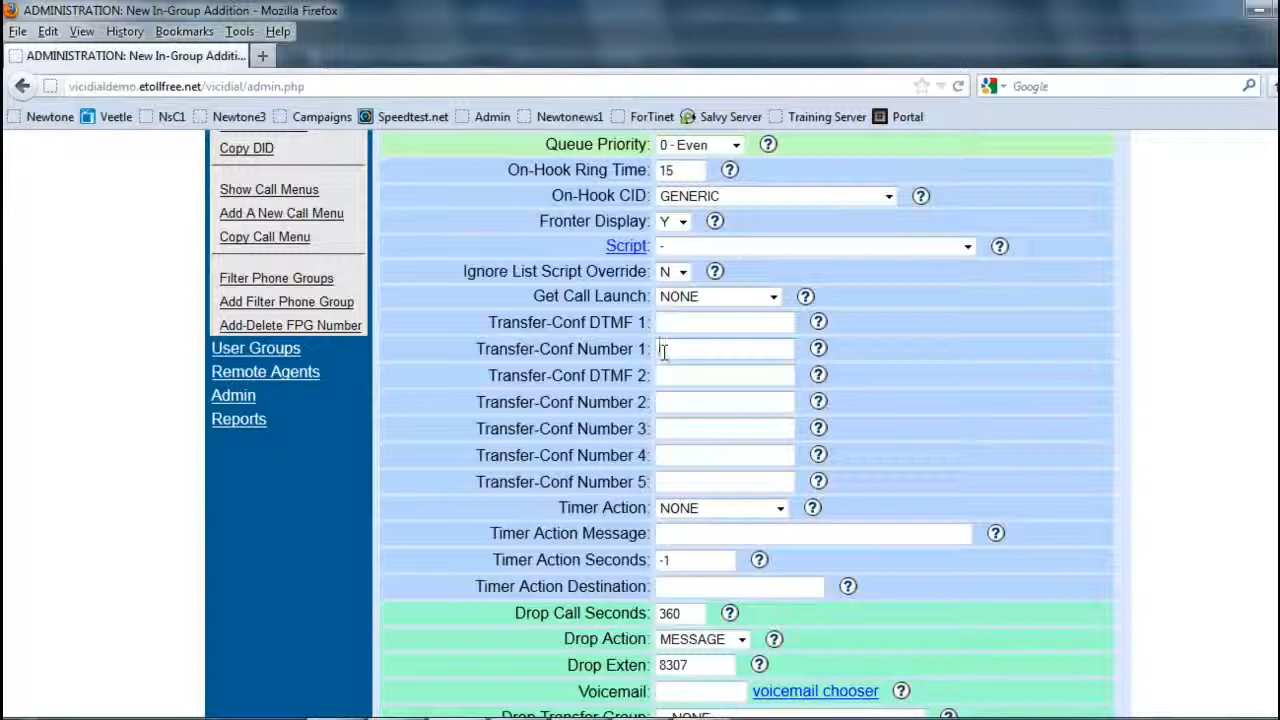 ADMINISTRATION: New In-Group Addition - Mozilla Firefox
File Edit View History Bookmarks Tools Help
ADMINISTRATION: New In-Group Additi... +
vicidialdemo.etollfree.net/vicidial/admin.php Google
Newtone Veetle NsC1 Newtone3 Campaigns Speedtest.net Admin Newtonews1 ForTinet Salvy Server Training Server Portal
Copy DID
Show Call Menus
Add A New Call Menu
Copy Call Menu
Filter Phone Groups
Add Filter Phone Group
Add-Delete FPG Number
User Groups
Remote Agents
Admin
Reports
Queue Priority: 0 - Even ?
On-Hook Ring Time: 15 ?
On-Hook CID: GENERIC ?
Fronter Display: Y ?
Script: - ?
Ignore List Script Override: N ?
Get Call Launch: NONE ?
Transfer-Conf DTMF 1: ?
Transfer-Conf Number 1: ?
Transfer-Conf DTMF 2: ?
Transfer-Conf Number 2: ?
Transfer-Conf Number 3: ?
Transfer-Conf Number 4: ?
Transfer-Conf Number 5: ?
Timer Action: NONE ?
Timer Action Message: ?
Timer Action Seconds: -1 ?
Timer Action Destination: ?
Drop Call Seconds: 360 ?
Drop Action: MESSAGE ?
Drop Exten: 8307 ?
Voicemail: voicemail chooser ?
Drop Transfer Group: NONE